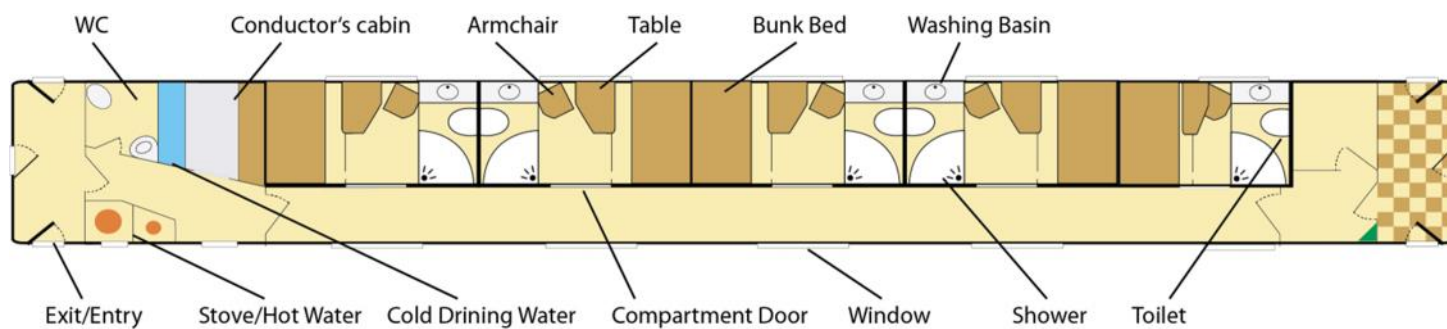 WC
Conductor‘s cabin
Armchair
Table
Bunk Bed
Washing Basin
Exit/Entry
Stove/Hot Water
Cold Drining Water
Compartment Door
Window
Shower
Toilet